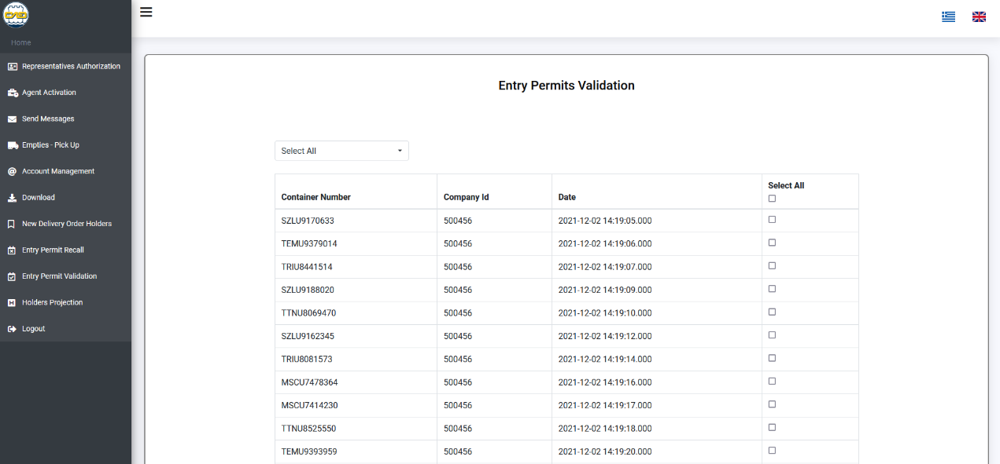 Home
Representatives Authorization
Agent Activation
Send Messages
Empties - Pick Up
Account Management
Download
New Delivery Order Holders
Entry Permit Recall
Entry Permit Validation
Holders Projection
Logout
Entry Permits Validation
Select All
Container Number Company Id Date Select All
SZLU9170633 500456 2021-12-02 14:19:05.000
TEMU9379014 500456 2021-12-02 14:19:06.000
TRIU8441514 500456 2021-12-02 14:19:07.000
SZLU9188020 500456 2021-12-02 14:19:09.000
TTNU8069470 500456 2021-12-02 14:19:10.000
SZLU9162345 500456 2021-12-02 14:19:12.000
TRIU8081573 500456 2021-12-02 14:19:14.000
MSCU7478364 500456 2021-12-02 14:19:16.000
MSCU7414230 500456 2021-12-02 14:19:17.000
TTNU8525550 500456 2021-12-02 14:19:18.000
TEMU9393959 500456 2021-12-02 14:19:20.000